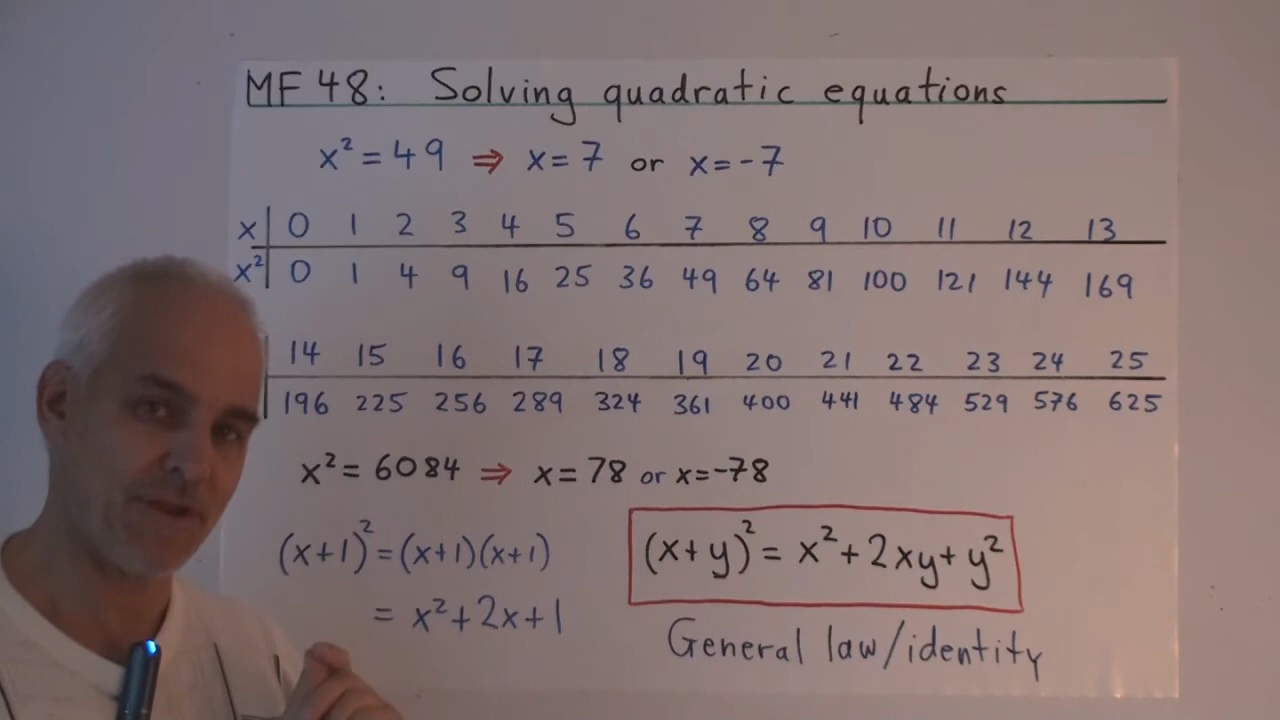 MF 48: Solving quadratic equations
x² = 49 ⇒ x = 7 or x = -7
x 0 1 2 3 4 5 6 7 8 9 10 11 12 13
x² 0 1 4 9 16 25 36 49 64 81 100 121 144 169
14 15 16 17 18 19 20 21 22 23 24 25
196 225 256 289 324 361 400 441 484 529 576 625
x² = 6084 ⇒ x = 78 or x = -78
(x+1)² = (x+1)(x+1)
= x² + 2x + 1
(x+y)² = x² + 2xy + y²
General law/identity